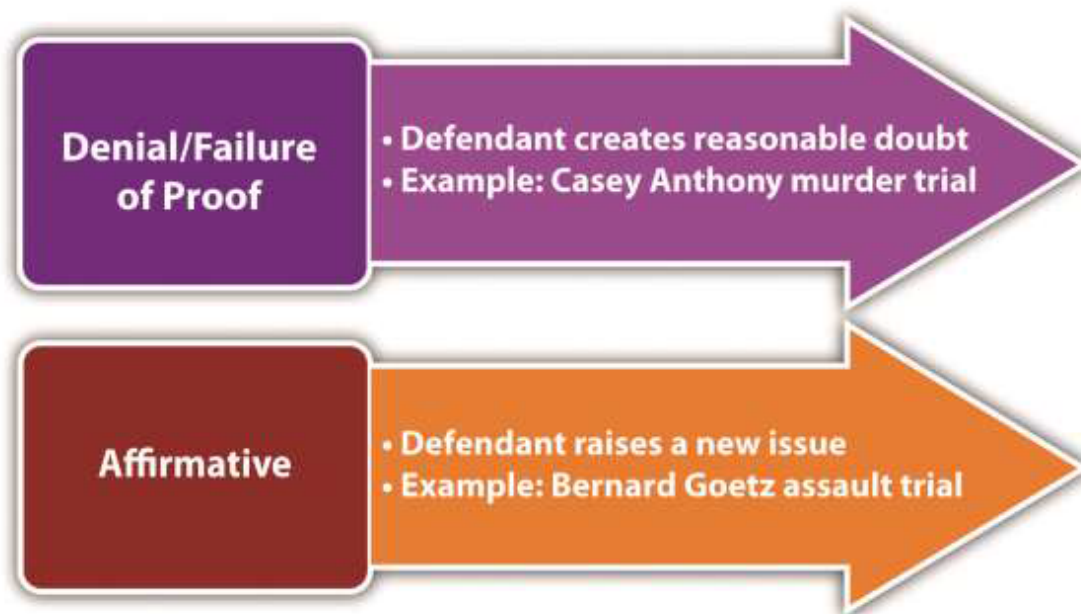 Denial/Failure
of Proof
• Defendant creates reasonable doubt
• Example: Casey Anthony murder trial
Affirmative
• Defendant raises a new issue
• Example: Bernard Goetz assault trial